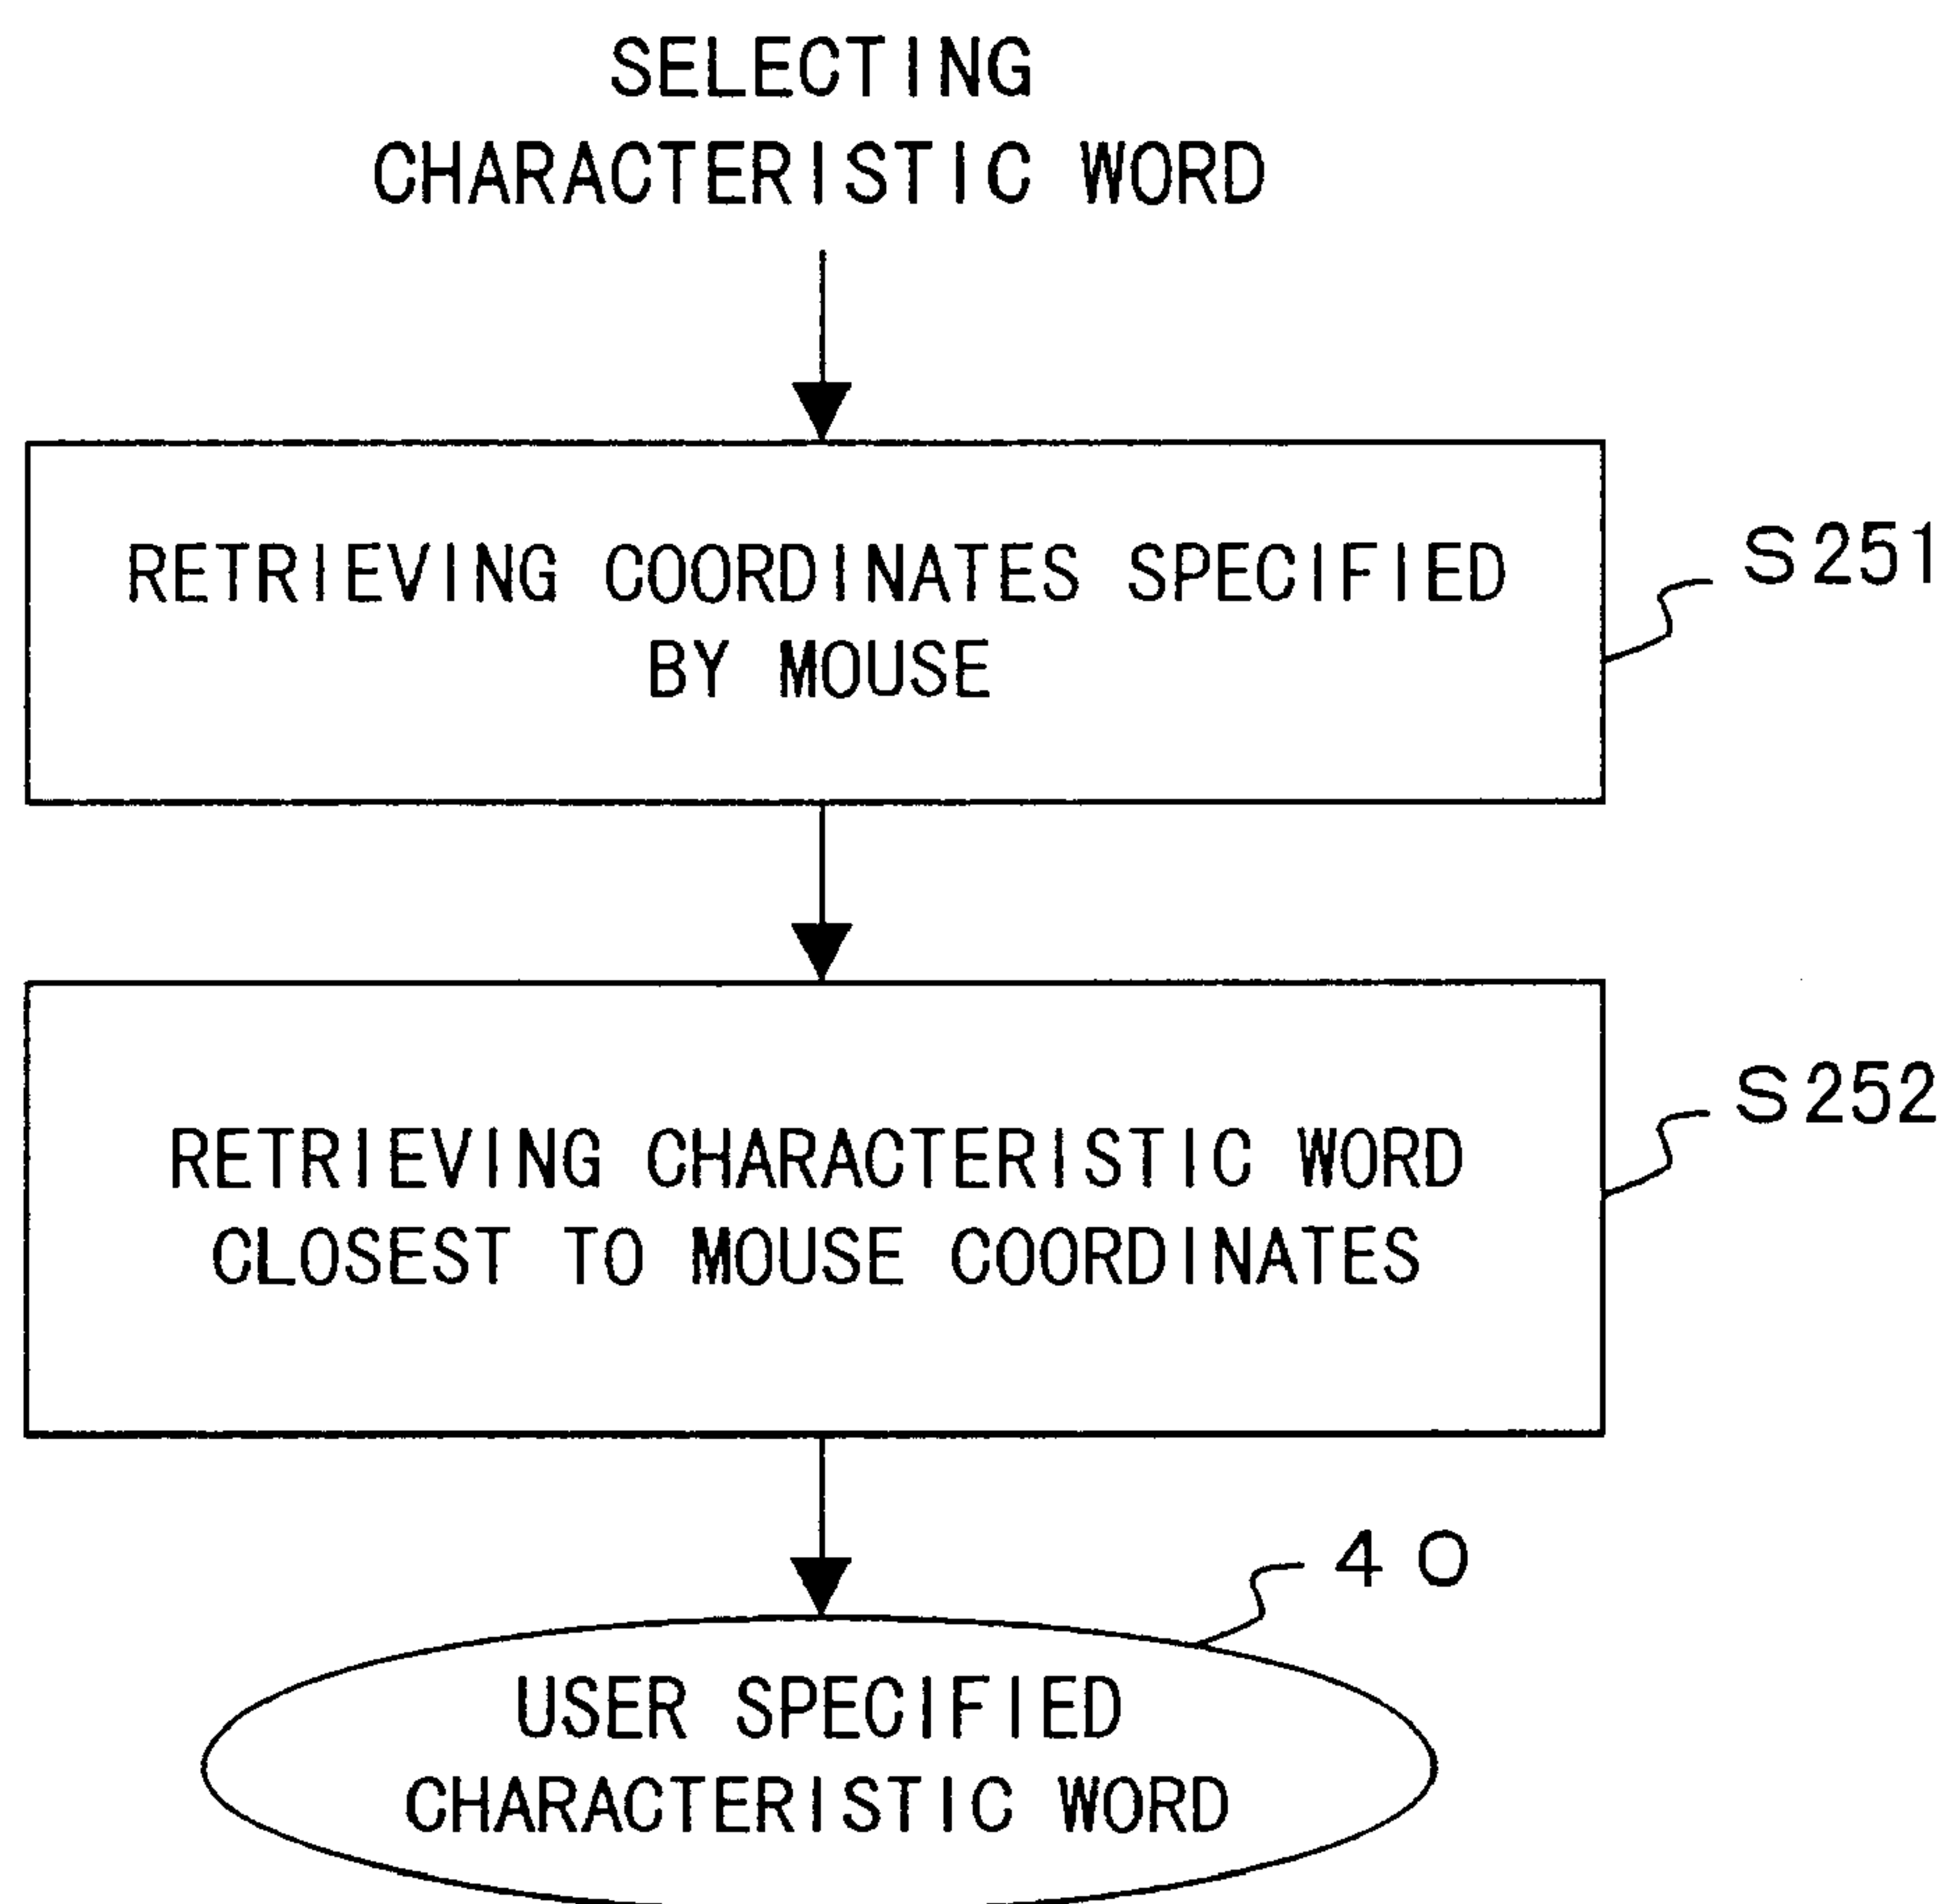 SELECTING
CHARACTERISTIC WORD
RETRIEVING COORDINATES SPECIFIED
BY MOUSE
S251
RETRIEVING CHARACTERISTIC WORD
CLOSEST TO MOUSE COORDINATES
S252
40
USER SPECIFIED
CHARACTERISTIC WORD